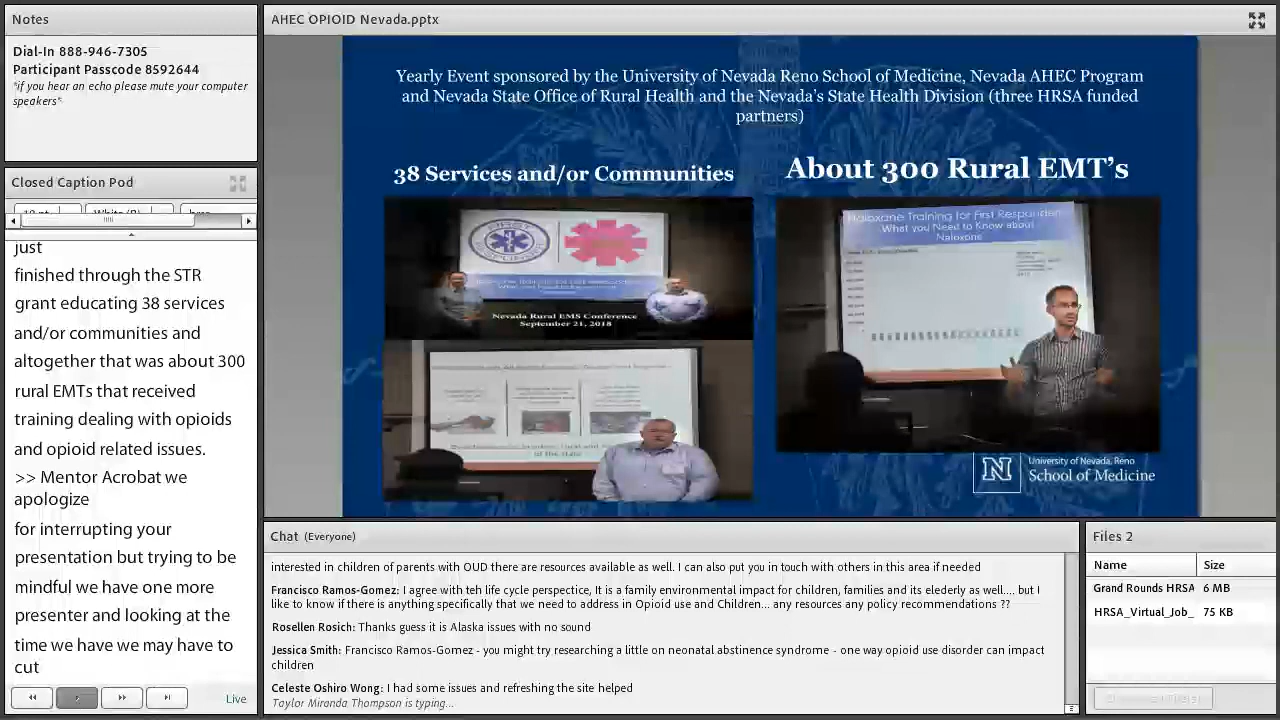 Notes
Dial-In 888-946-7305
Participant Passcode 8592644
*if you hear an echo please mute your computer
speakers*
Closed Caption Pod
just
finished through the STR
grant educating 38 services
and/or communities and
altogether that was about 300
rural EMTs that received
training dealing with opioids
and opioid related issues.
>> Mentor Acrobat we
apologize
for interrupting your
presentation but trying to be
mindful we have one more
presenter and looking at the
time we have we may have to
cut
Live
AHEC OPIOID Nevada.pptx
Yearly Event sponsored by the University of Nevada Reno School of Medicine, Nevada AHEC Program
and Nevada State Office of Rural Health and the Nevada's State Health Division (three HRSA funded
partners)
38 Services and/or Communities
About 300 Rural EMT's
Nevada Rural EMS Conference
September 21, 2018
Naloxone Training for First Responders
What you Need to Know about
Naloxone
N
University of Nevada, Reno
School of Medicine
Chat (Everyone)
interested in children of parents with OUD there are resources available as well. I can also put you in touch with others in this area if needed
Francisco Ramos-Gomez: I agree with teh life cycle perspectice, It is a family environmental impact for children, families and its elederly as well.... but I
like to know if there is anything specifically that we need to address in Opioid use and Children... any resources any policy recommendations ??
Rosellen Rosich: Thanks guess it is Alaska issues with no sound
Jessica Smith: Francisco Ramos-Gomez - you might try researching a little on neonatal abstinence syndrome - one way opioid use disorder can impact
children
Celeste Oshiro Wong: I had some issues and refreshing the site helped
Taylor Miranda Thompson is typing...
Files 2
Name Size
Grand Rounds HRSA 6 MB
HRSA_Virtual_Job_ 75 KB